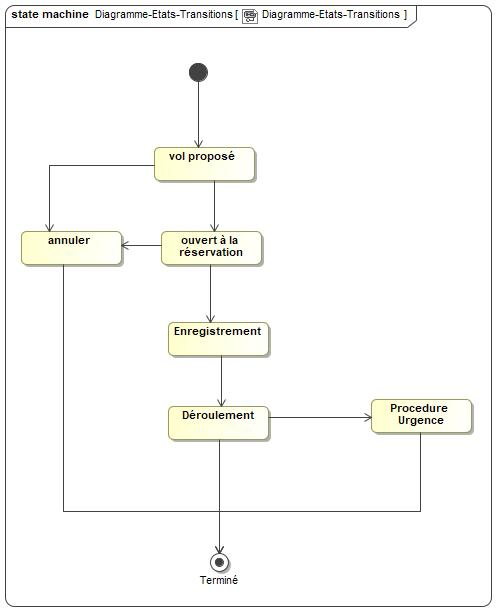 state machine Diagramme-Etats-Transitions [ Diagramme-Etats-Transitions ]
vol proposé
annuler
ouvert à la
réservation
Enregistrement
Déroulement
Procedure
Urgence
Terminé